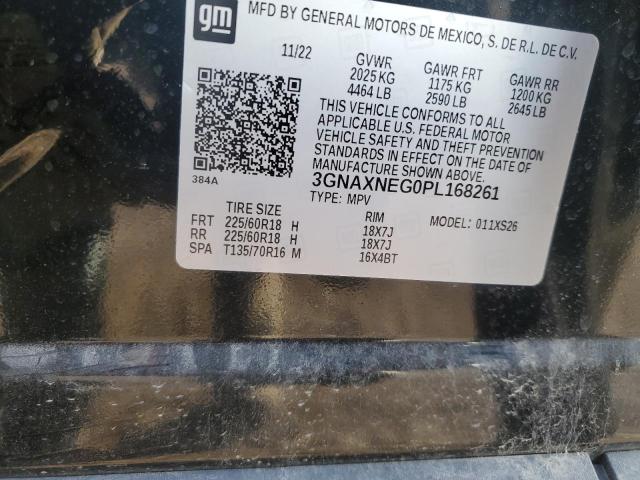 gm
MFD BY GENERAL MOTORS DE MEXICO, S. DE R.L. DE C.V.
11/22 GVWR GAWR FRT GAWR RR
2025 KG 1175 KG 1200 KG
4464 LB 2590 LB 2645 LB
THIS VEHICLE CONFORMS TO ALL
APPLICABLE U.S. FEDERAL MOTOR
VEHICLE SAFETY AND THEFT PREVENTION
STANDARDS IN EFFECT ON THE DATE OF
MANUFACTURE SHOWN ABOVE.
384A 3GNAXNEG0PL168261
TYPE: MPV
TIRE SIZE RIM MODEL: 011XS26
FRT 225/60R18 H 18X7J
RR 225/60R18 H 18X7J
SPA T135/70R16 M 16X4BT